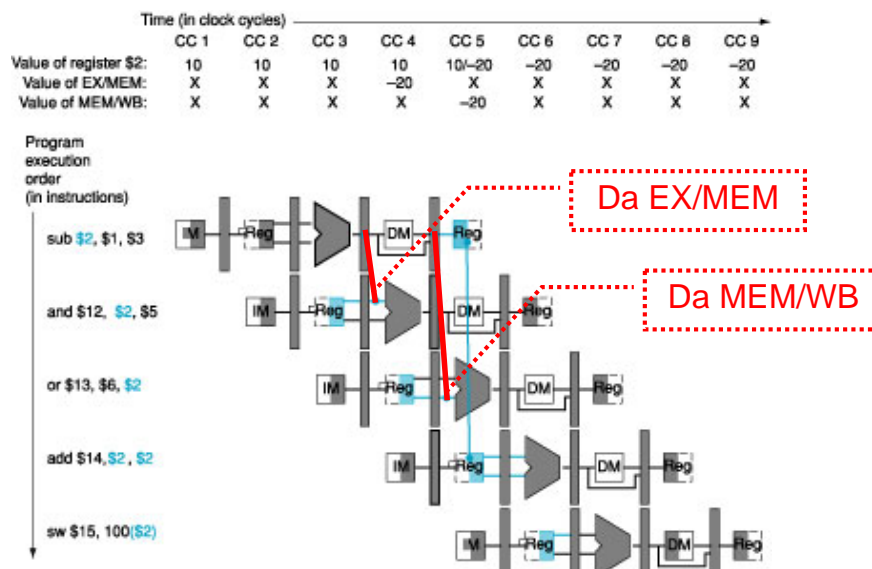 Time (in clock cycles)
CC 1 CC 2 CC 3 CC 4 CC 5 CC 6 CC 7 CC 8 CC 9
Value of register $2: 10 10 10 10 10/–20 –20 –20 –20 –20
Value of EX/MEM: X X X –20 X X X X X
Value of MEM/WB: X X X X –20 X X X X
Program
execution
order
(in instructions)
Da EX/MEM
sub $2, $1, $3
IM Reg DM Reg
Da MEM/WB
and $12, $2, $5
IM Reg DM Reg
or $13, $6, $2
IM Reg DM Reg
add $14,$2 , $2
IM Reg DM Reg
sw $15, 100($2)
IM Reg DM Reg